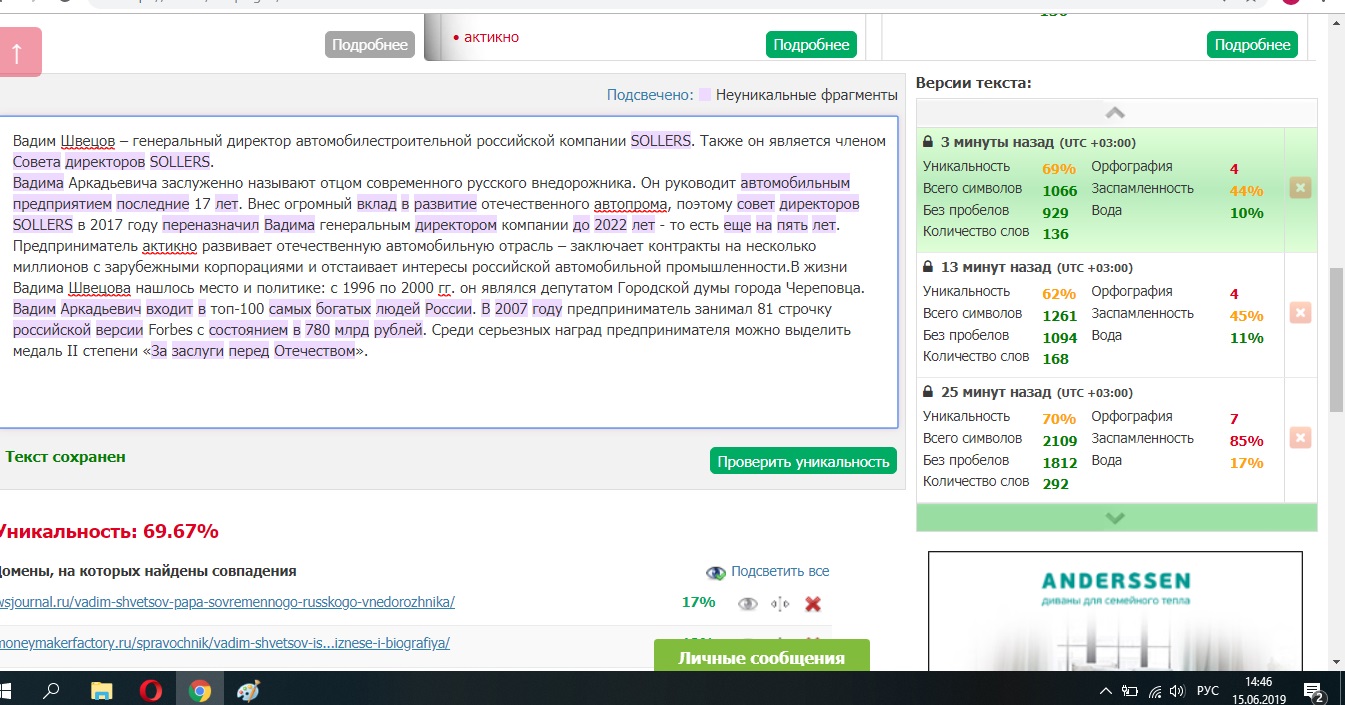 Подробнее
• актикно
Подробнее
Подробнее
↑
Подсвечено: Неуникальные фрагменты
Вадим Швецов – генеральный директор автомобилестроительной российской компании SOLLERS. Также он является членом
Совета директоров SOLLERS.
Вадима Аркадьевича заслуженно называют отцом современного русского внедорожника. Он руководит автомобильным
предприятием последние 17 лет. Внес огромный вклад в развитие отечественного автопрома, поэтому совет директоров
SOLLERS в 2017 году переназначил Вадима генеральным директором компании до 2022 лет - то есть еще на пять лет.
Предприниматель актикно развивает отечественную автомобильную отрасль – заключает контракты на несколько
миллионов с зарубежными корпорациями и отстаивает интересы российской автомобильной промышленности.В жизни
Вадима Швецова нашлось место и политике: с 1996 по 2000 гг. он являлся депутатом Городской думы города Череповца.
Вадим Аркадьевич входит в топ-100 самых богатых людей России. В 2007 году предприниматель занимал 81 строчку
российской версии Forbes с состоянием в 780 млрд рублей. Среди серьезных наград предпринимателя можно выделить
медаль II степени «За заслуги перед Отечеством».
Текст сохранен
Проверить уникальность
Уникальность: 69.67%
Домены, на которых найдены совпадения
Подсветить все
wsjournal.ru/vadim-shvetsov-papa-sovremennogo-russkogo-vnedorozhnika/
17%
moneymakerfactory.ru/spravochnik/vadim-shvetsov-is...iznese-i-biografiya/
Личные сообщения
Версии текста:
3 минуты назад (UTC +03:00)
Уникальность 69% Орфография 4
Всего символов 1066 Заспамленность 44%
Без пробелов 929 Вода 10%
Количество слов 136
13 минут назад (UTC +03:00)
Уникальность 62% Орфография 4
Всего символов 1261 Заспамленность 45%
Без пробелов 1094 Вода 11%
Количество слов 168
25 минут назад (UTC +03:00)
Уникальность 70% Орфография 7
Всего символов 2109 Заспамленность 85%
Без пробелов 1812 Вода 17%
Количество слов 292
ANDERSSEN
диваны для семейного тепла
РУС
14:46
15.06.2019
2